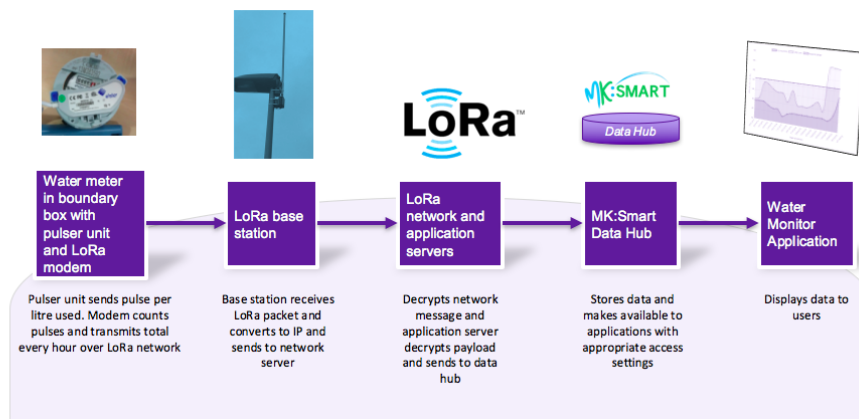 LoRa™
MK:SMART
Data Hub
Water meter
in boundary
box with
pulser unit
and LoRa
modem
LoRa base
station
LoRa
network and
application
servers
MK:Smart
Data Hub
Water
Monitor
Application
Pulser unit sends pulse per
litre used. Modem counts
pulses and transmits total
every hour over LoRa network
Base station receives
LoRa packet and
converts to IP and
sends to network
server
Decrypts network
message and
application server
decrypts payload
and sends to data
hub
Stores data and
makes available to
applications with
appropriate access
settings
Displays data to
users